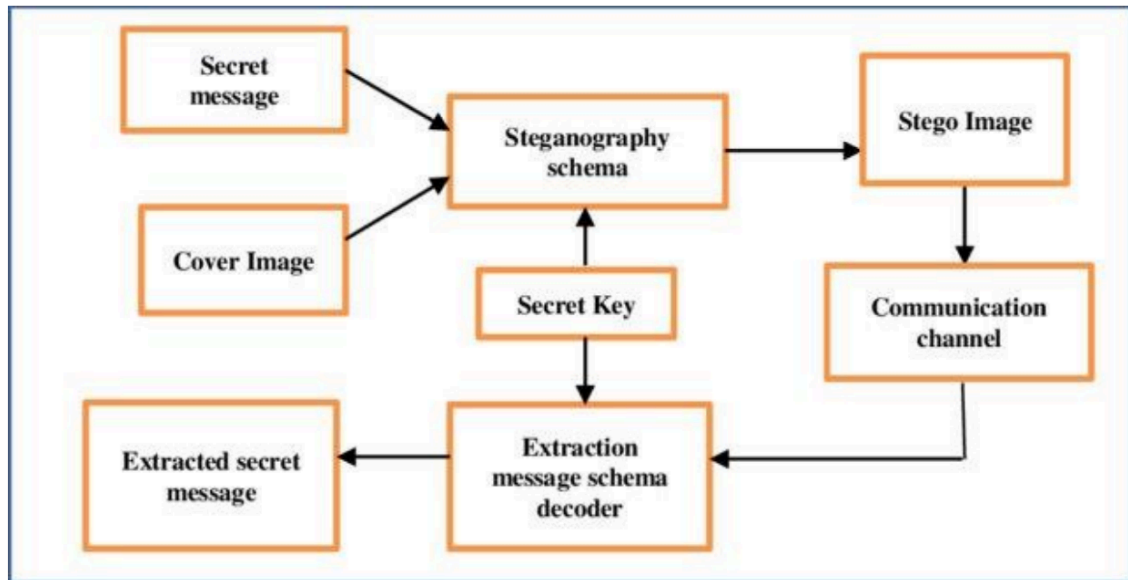 Secret
message
Steganography
schema
Stego Image
Cover Image
Secret Key
Communication
channel
Extracted secret
message
Extraction
message schema
decoder